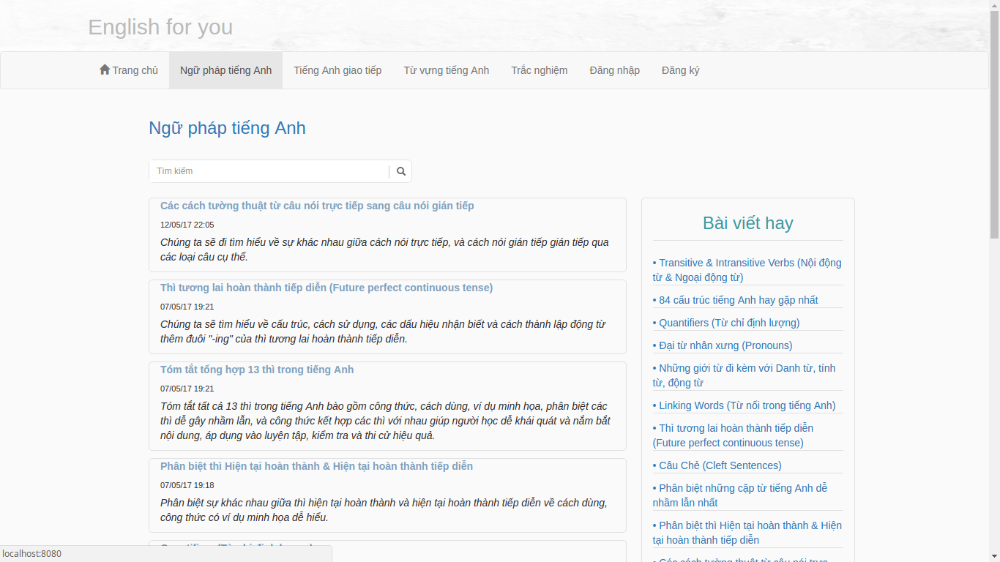 English for you
Trang chủ
Ngữ pháp tiếng Anh
Tiếng Anh giao tiếp
Từ vựng tiếng Anh
Trắc nghiệm
Đăng nhập
Đăng ký
Ngữ pháp tiếng Anh
Tìm kiếm
Các cách tường thuật từ câu nói trực tiếp sang câu nói gián tiếp
12/05/17 22:05
Chúng ta sẽ đi tìm hiểu về sự khác nhau giữa cách nói trực tiếp, và cách nói gián tiếp gián tiếp qua
các loại câu cụ thể.
Thì tương lai hoàn thành tiếp diễn (Future perfect continuous tense)
07/05/17 19:21
Chúng ta sẽ tìm hiểu về cấu trúc, cách sử dụng, các dấu hiệu nhận biết và cách thành lập động từ
thêm đuôi "-ing" của thì tương lai hoàn thành tiếp diễn.
Tóm tắt tổng hợp 13 thì trong tiếng Anh
07/05/17 19:21
Tóm tắt tất cả 13 thì trong tiếng Anh bào gồm công thức, cách dùng, ví dụ minh họa, phân biệt các
thì dễ gây nhầm lẫn, và công thức kết hợp các thì với nhau giúp người học dễ khái quát và nắm bắt
nội dung, áp dụng vào luyện tập, kiểm tra và thi cử hiệu quả.
Phân biệt thì Hiện tại hoàn thành & Hiện tại hoàn thành tiếp diễn
07/05/17 19:18
Phân biệt sự khác nhau giữa thì hiện tại hoàn thành và hiện tại hoàn thành tiếp diễn về cách dùng,
công thức có ví dụ minh họa dễ hiểu.
Bài viết hay
• Transitive & Intransitive Verbs (Nội động
từ & Ngoại động từ)
• 84 cấu trúc tiếng Anh hay gặp nhất
• Quantifiers (Từ chỉ định lượng)
• Đại từ nhân xưng (Pronouns)
• Những giới từ đi kèm với Danh từ, tính
từ, động từ
• Linking Words (Từ nối trong tiếng Anh)
• Thì tương lai hoàn thành tiếp diễn
(Future perfect continuous tense)
• Câu Chẻ (Cleft Sentences)
• Phân biệt những cặp từ tiếng Anh dễ
nhầm lẫn nhất
• Phân biệt thì Hiện tại hoàn thành & Hiện
tại hoàn thành tiếp diễn
• Các cách tường thuật từ câu nói trực
localhost:8080